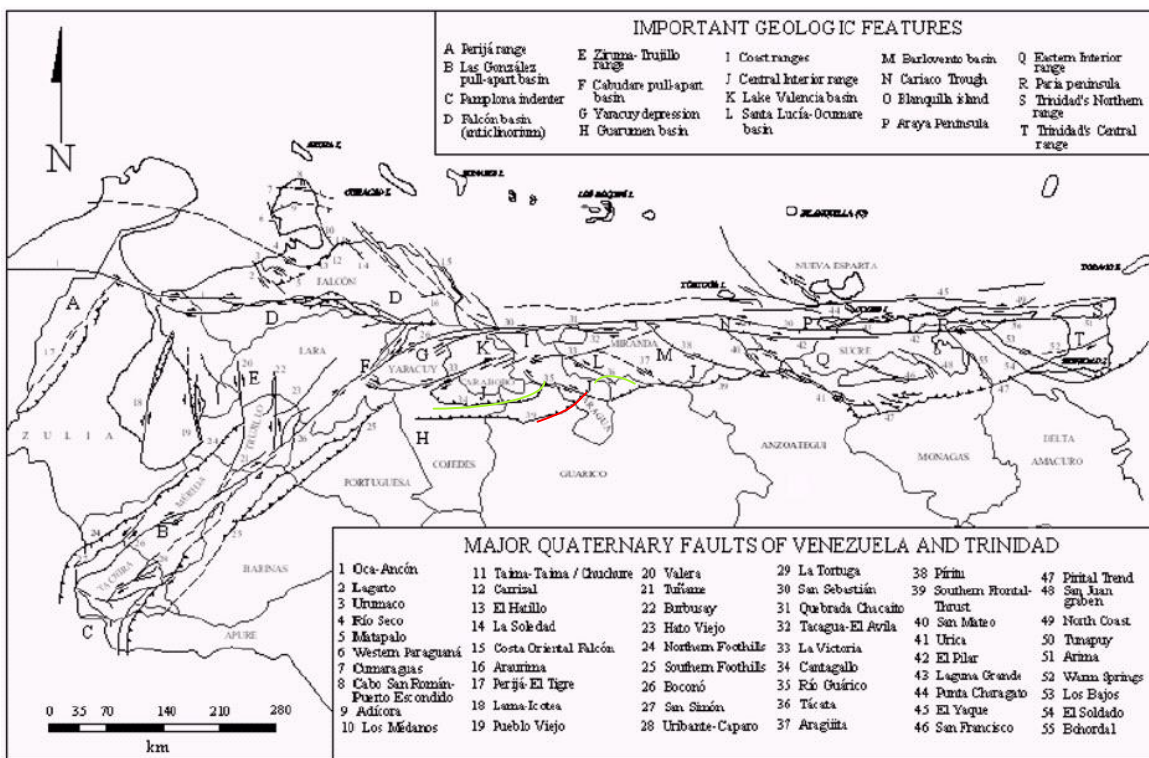 IMPORTANT GEOLOGIC FEATURES
A Perijá range
B Las González pull-apart basin
C Pamplona indenter
D Falcón basin (anticlinorium)
E Ziruma-Trujillo range
F Cabudare pull-apart basin
G Yaracuy depression
H Guarumen basin
I Coast ranges
J Central Interior range
K Lake Valencia basin
L Santa Lucía-Ocumare basin
M Barlovento basin
N Cariaco Trough
O Blanquilla island
P Araya Peninsula
Q Eastern Interior range
R Paria peninsula
S Trinidad's Northern range
T Trinidad's Central range
N
NUEVA ESPARTA
FALCÓN
LARA
YARACUY
CARABOBO
MIRANDA
ARAGUA
SUCRE
ZULIA
TRUJILLO
MÉRIDA
TACHIRA
BARINAS
APURE
PORTUGUESA
COJEDES
GUARICO
ANZOATEGUI
MONAGAS
DELTA AMACURO
MAJOR QUATERNARY FAULTS OF VENEZUELA AND TRINIDAD
1 Oca-Ancón
2 Lagarto
3 Urumaco
4 Río Seco
5 Matapalo
6 Western Paraguaná
7 Cumaraguas
8 Cabo San Román-Puerto Escondido
9 Adícora
10 Los Médanos
11 Taima-Taima / Chuchure
12 Carrizal
13 El Hatillo
14 La Soledad
15 Costa Oriental Falcón
16 Araurima
17 Perijá-El Tigre
18 Lama-Icotea
19 Pueblo Viejo
20 Valera
21 Tuñame
22 Burbusay
23 Hato Viejo
24 Northern Foothills
25 Southern Foothills
26 Boconó
27 San Simón
28 Uribante-Caparo
29 La Tortuga
30 San Sebastián
31 Quebrada Chacaito
32 Tacagua-El Avila
33 La Victoria
34 Cantagallo
35 Río Guárico
36 Tácata
37 Aragüita
38 Píritu
39 Southern Frontal-Thrust
40 San Mateo
41 Urica
42 El Pilar
43 Laguna Grande
44 Punta Charagato
45 El Yaque
46 San Francisco
47 Pirital Trend
48 San Juan graben
49 North Coast
50 Tunapuy
51 Arima
52 Warm Springs
53 Los Bajos
54 El Soldado
55 Bohordal
0 35 70 140 210 280
km